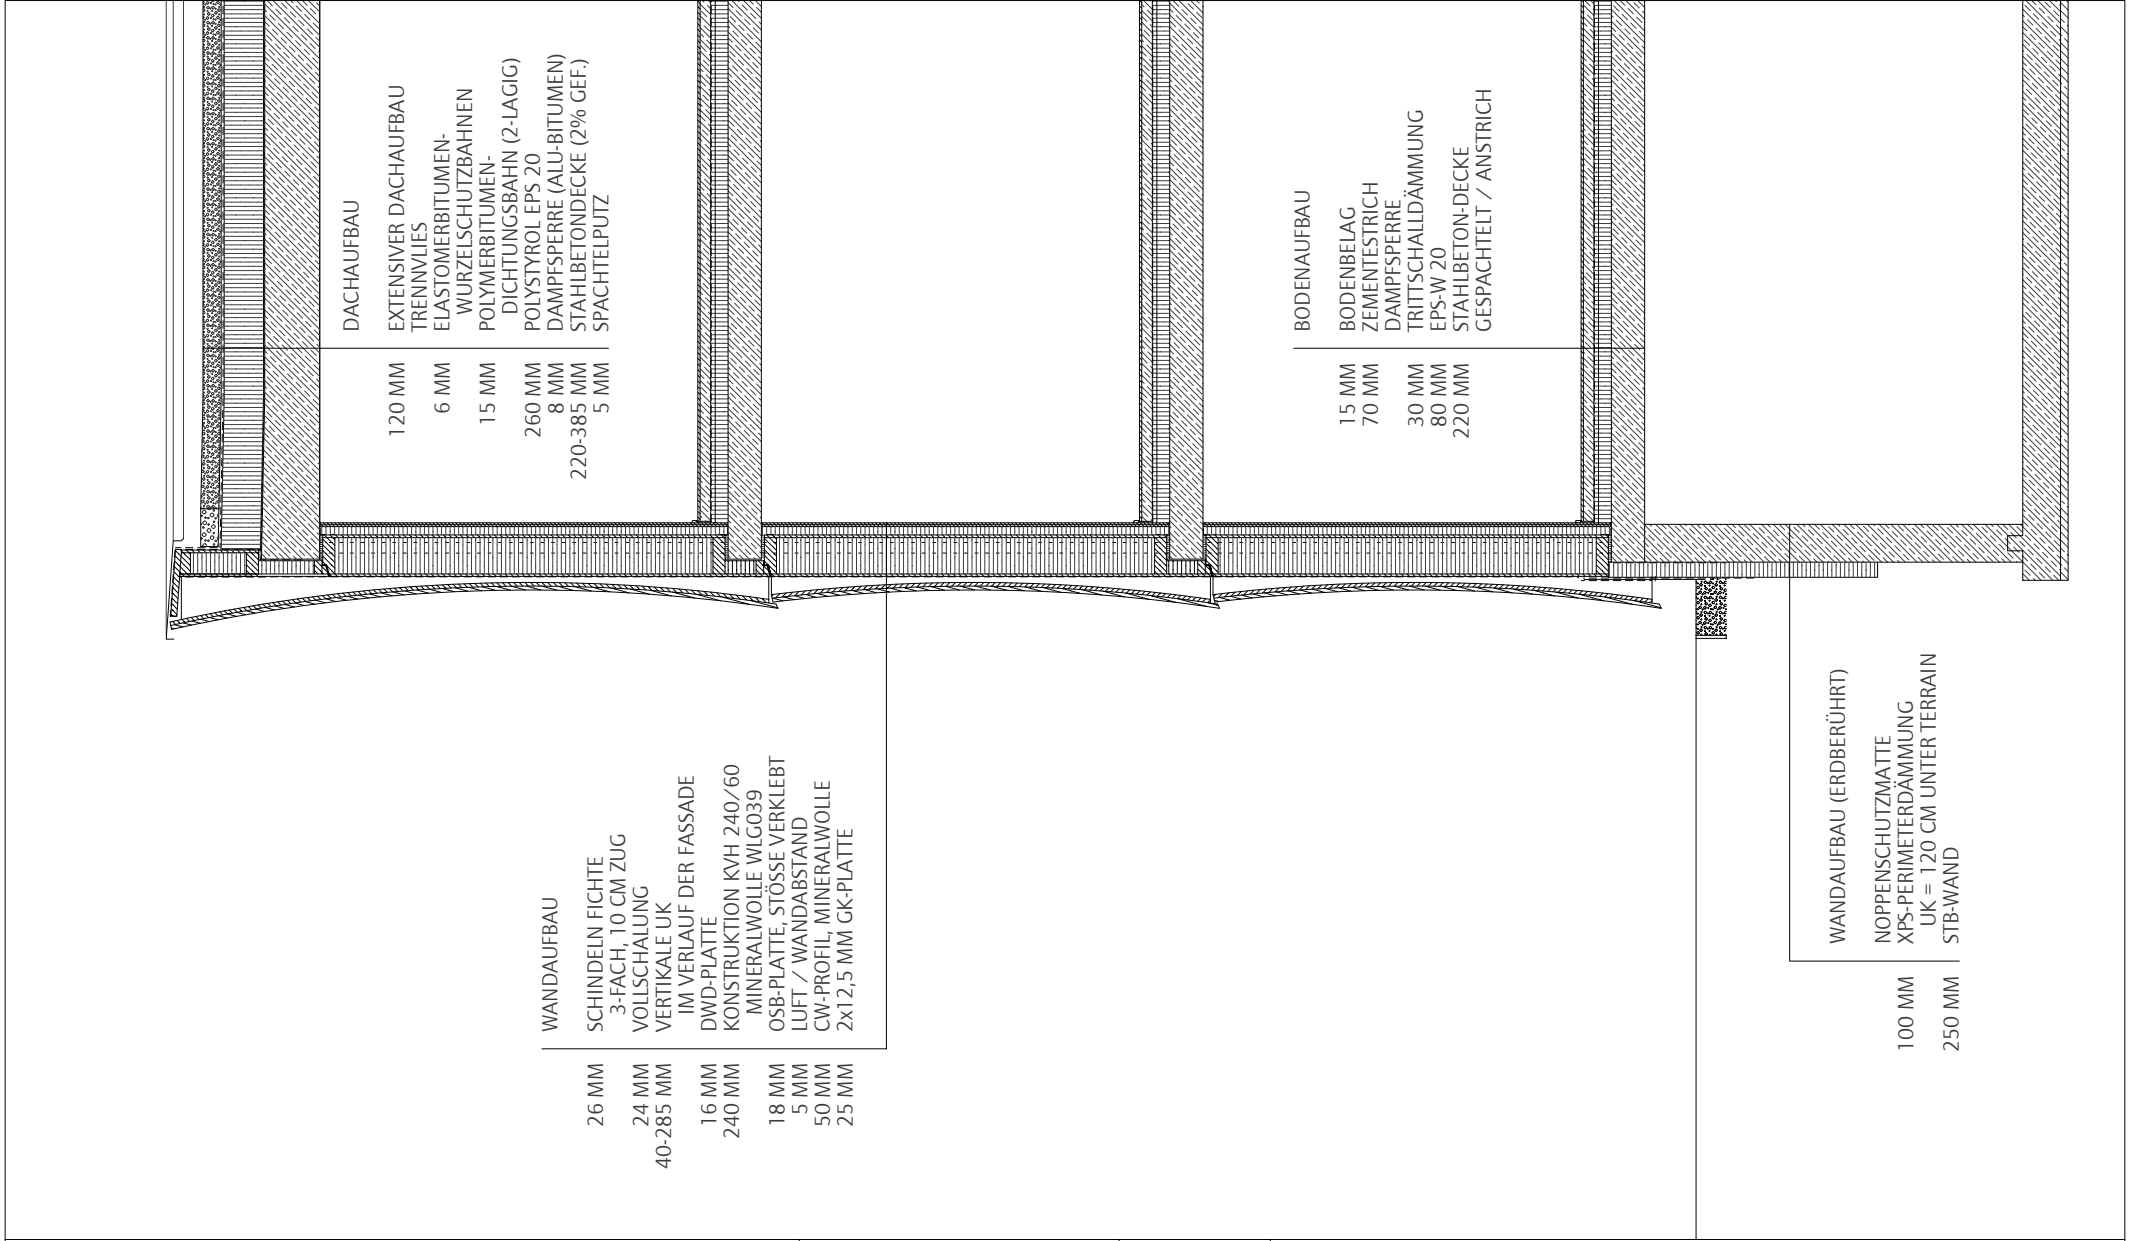 DACHAUFBAU
120 MM EXTENSIVER DACHAUFBAU
TRENNVLIES
6 MM ELASTOMERBITUMEN-
WURZELSCHUTZBAHNEN
15 MM POLYMERBITUMEN-
DICHTUNGSBAHN (2-LAGIG)
260 MM POLYSTYROL EPS 20
8 MM DAMPFSPERRE (ALU-BITUMEN)
220-385 MM STAHLBETONDECKE (2% GEF.)
5 MM SPACHTELPUTZ
WANDAUFBAU
26 MM SCHINDELN FICHTE
3-FACH, 10 CM ZUG
24 MM VOLLSCHALUNG
40-285 MM VERTIKALE UK
IM VERLAUF DER FASSADE
16 MM DWD-PLATTE
240 MM KONSTRUKTION KVH 240/60
MINERALWOLLE WLG039
18 MM OSB-PLATTE, STÖSSE VERKLEBT
5 MM LUFT / WANDABSTAND
50 MM CW-PROFIL, MINERALWOLLE
25 MM 2x12,5 MM GK-PLATTE
BODENAUFBAU
15 MM BODENBELAG
70 MM ZEMENTESTRICH
DAMPFSPERRE
30 MM TRITTSCHALLDÄMMUNG
80 MM EPS-W 20
220 MM STAHLBETON-DECKE
GESPACHTELT / ANSTRICH
WANDAUFBAU (ERDBERÜHRT)
NOPPENSCHUTZMATTE
100 MM XPS-PERIMETERDÄMMUNG
UK = 120 CM UNTER TERRAIN
250 MM STB-WAND